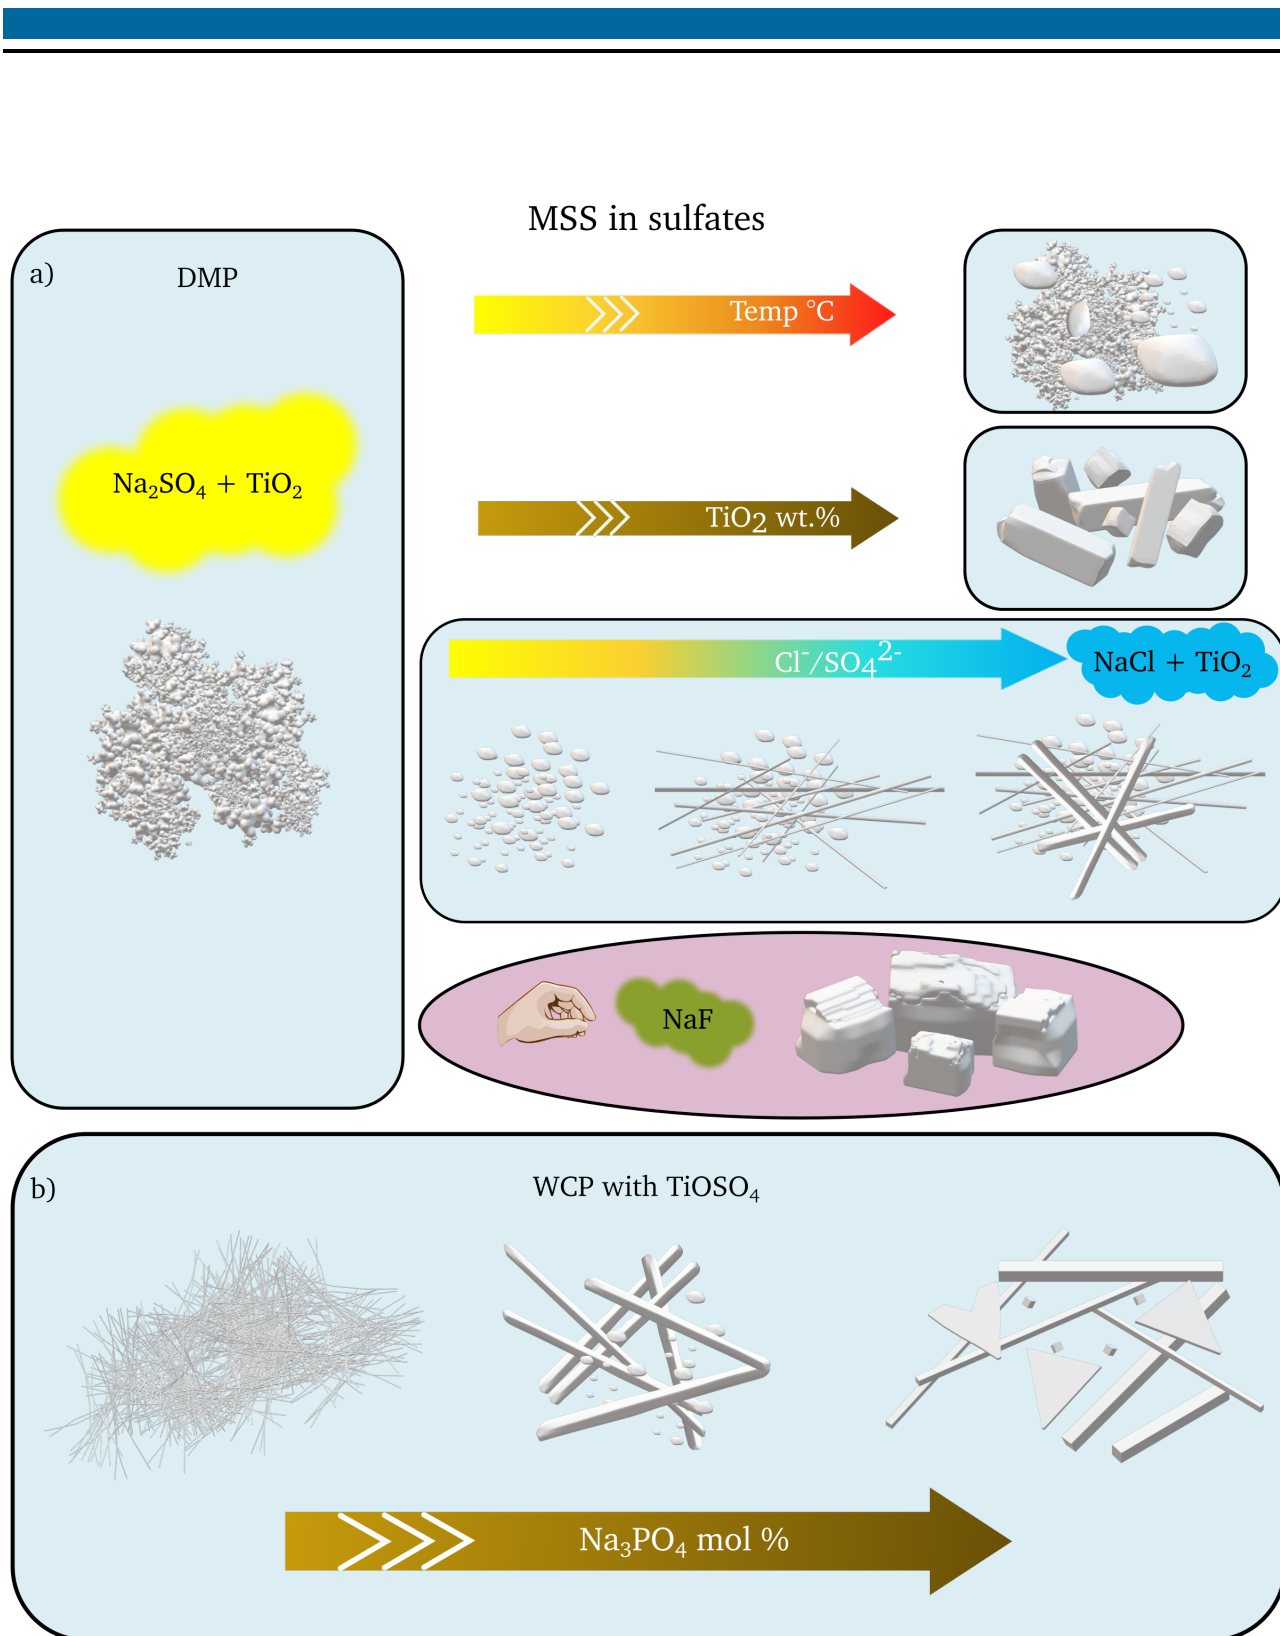 MSS in sulfates
a)
DMP
Na₂SO₄ + TiO₂
Temp °C
TiO2 wt.%
Cl⁻/SO4²⁻
NaCl + TiO₂
NaF
b)
WCP with TiOSO₄
Na₃PO₄ mol %